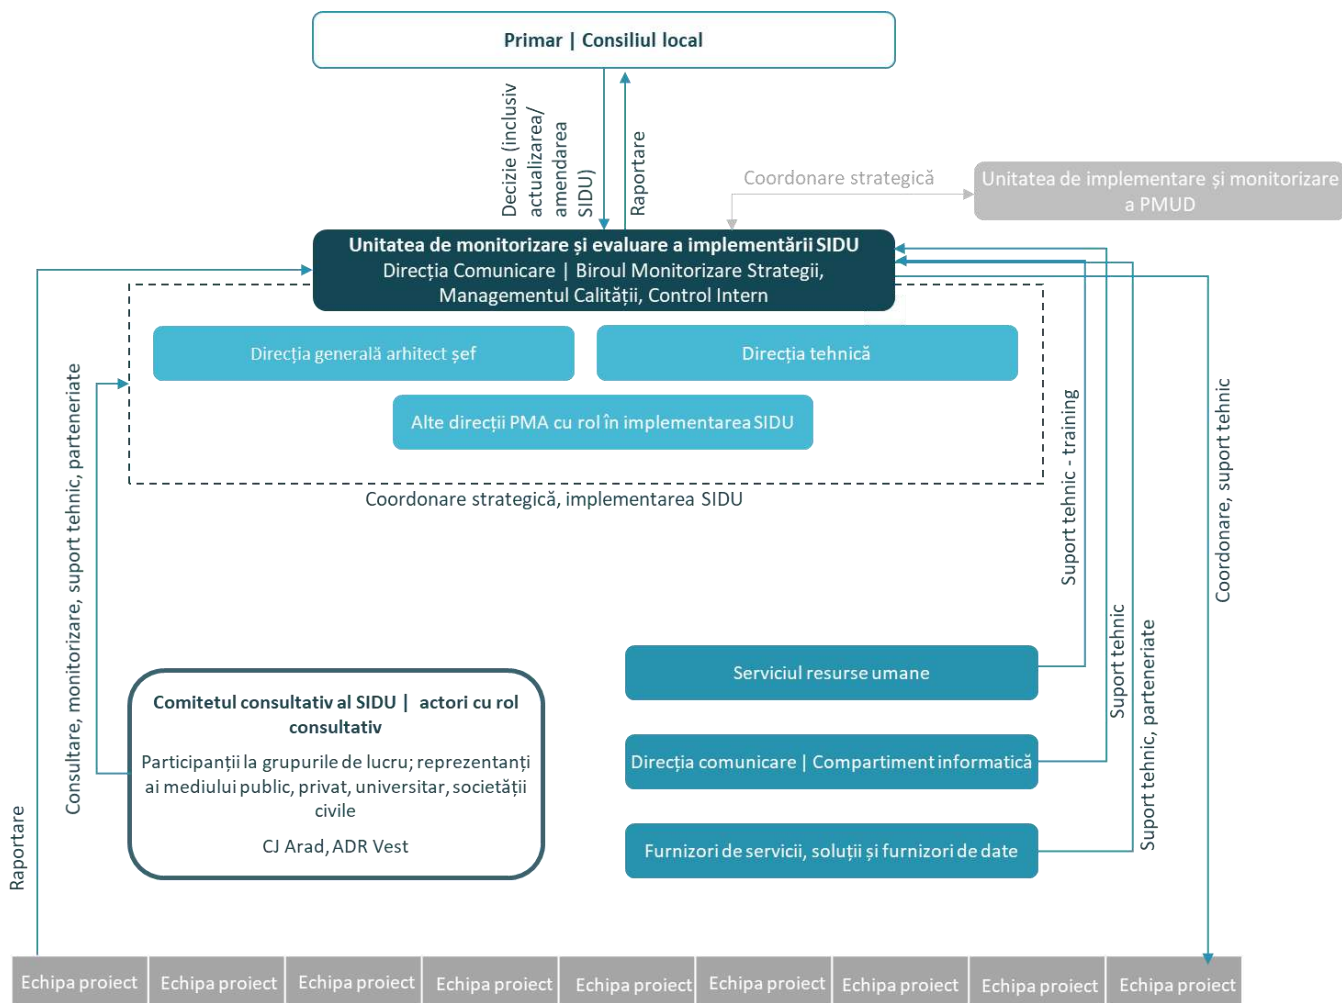 Primar | Consiliul local
Decizie (inclusiv
actualizarea/
amendarea
SIDU)
Raportare
Coordonare strategică
Unitatea de implementare și monitorizare
a PMUD
Unitatea de monitorizare și evaluare a implementării SIDU
Direcția Comunicare | Biroul Monitorizare Strategii,
Managementul Calității, Control Intern
Direcția generală arhitect șef
Direcția tehnică
Alte direcții PMA cu rol în implementarea SIDU
Coordonare strategică, implementarea SIDU
Consultare, monitorizare, suport tehnic, parteneriate
Suport tehnic - training
Suport tehnic
Suport tehnic, parteneriate
Coordonare, suport tehnic
Serviciul resurse umane
Direcția comunicare | Compartiment informatică
Furnizori de servicii, soluții și furnizori de date
Comitetul consultativ al SIDU | actori cu rol
consultativ
Participanții la grupurile de lucru; reprezentanți
ai mediului public, privat, universitar, societății
civile
CJ Arad, ADR Vest
Raportare
Echipa proiect
Echipa proiect
Echipa proiect
Echipa proiect
Echipa proiect
Echipa proiect
Echipa proiect
Echipa proiect
Echipa proiect